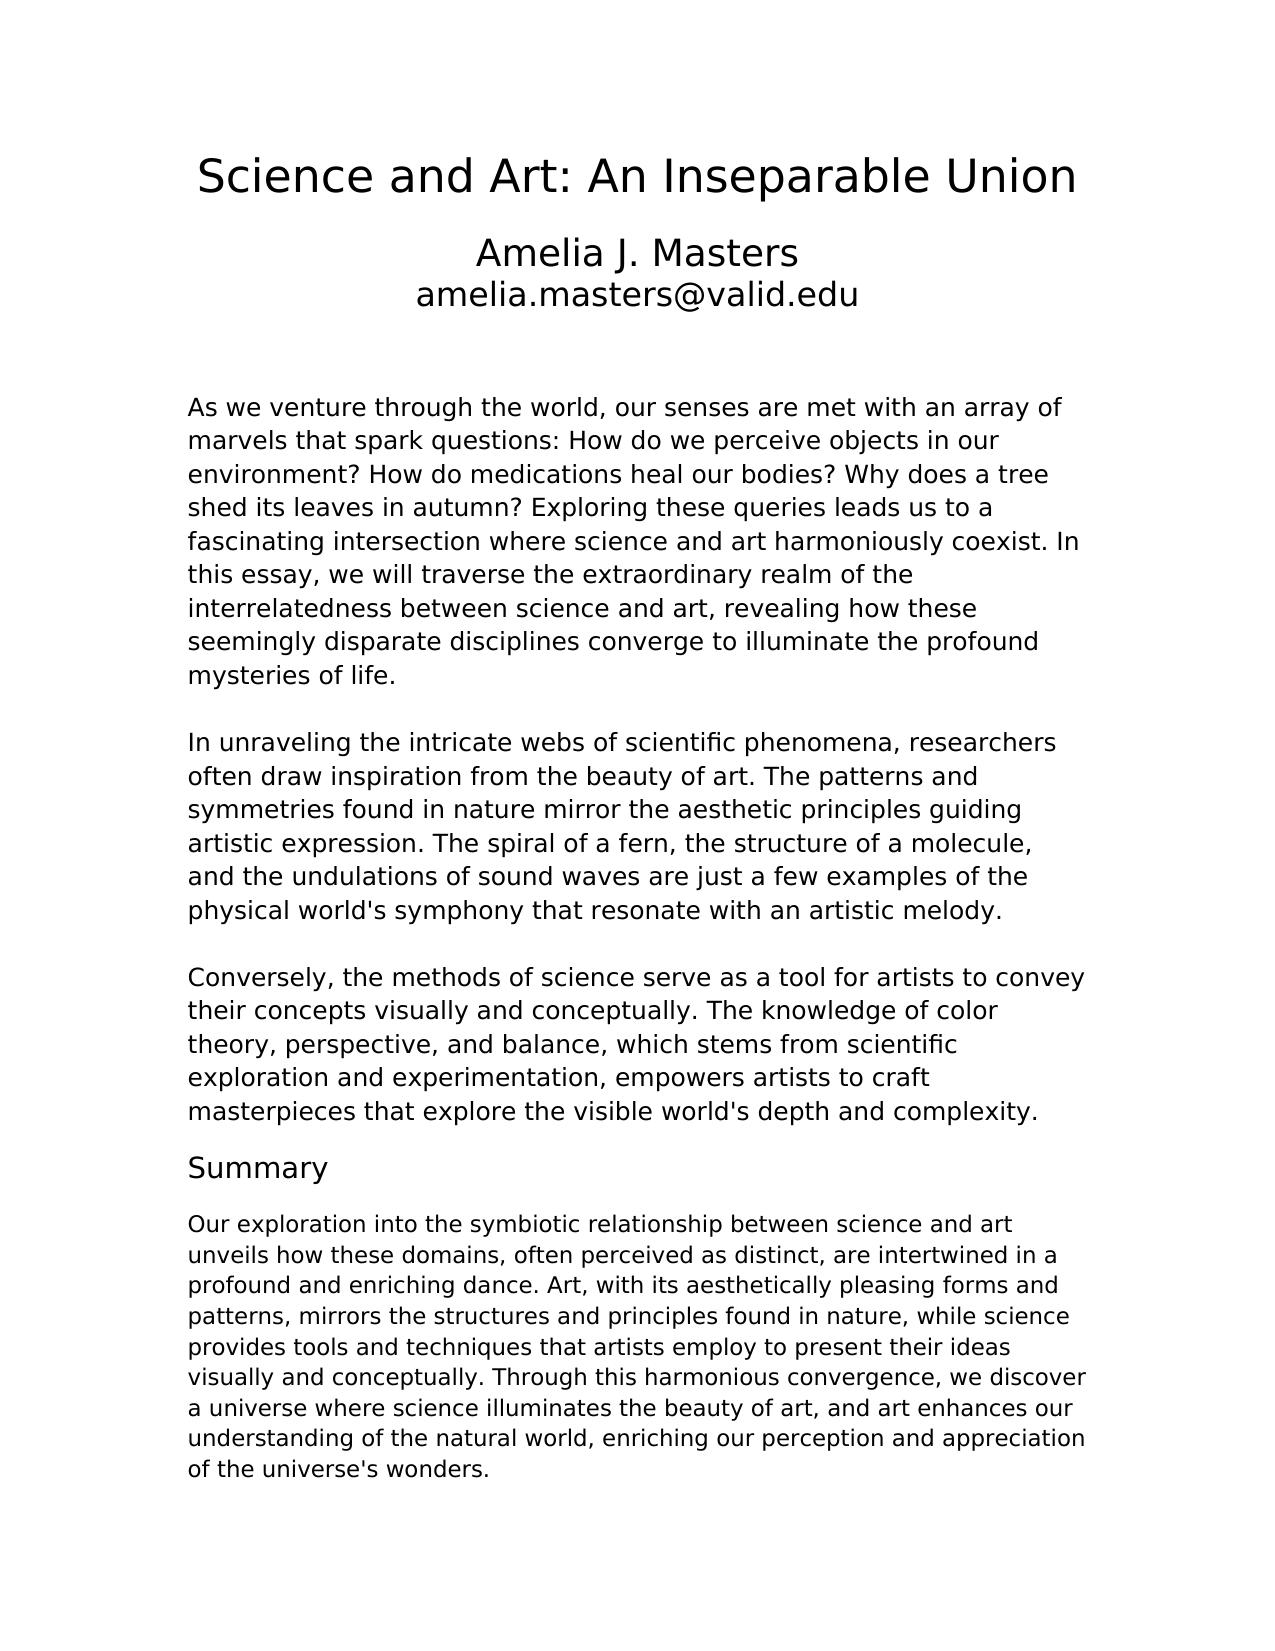 Science and Art: An Inseparable Union
Amelia J. Masters
amelia.masters@valid.edu
As we venture through the world, our senses are met with an array of
marvels that spark questions: How do we perceive objects in our
environment? How do medications heal our bodies? Why does a tree
shed its leaves in autumn? Exploring these queries leads us to a
fascinating intersection where science and art harmoniously coexist. In
this essay, we will traverse the extraordinary realm of the
interrelatedness between science and art, revealing how these
seemingly disparate disciplines converge to illuminate the profound
mysteries of life.
In unraveling the intricate webs of scientific phenomena, researchers
often draw inspiration from the beauty of art. The patterns and
symmetries found in nature mirror the aesthetic principles guiding
artistic expression. The spiral of a fern, the structure of a molecule,
and the undulations of sound waves are just a few examples of the
physical world's symphony that resonate with an artistic melody.
Conversely, the methods of science serve as a tool for artists to convey
their concepts visually and conceptually. The knowledge of color
theory, perspective, and balance, which stems from scientific
exploration and experimentation, empowers artists to craft
masterpieces that explore the visible world's depth and complexity.
Summary
Our exploration into the symbiotic relationship between science and art
unveils how these domains, often perceived as distinct, are intertwined in a
profound and enriching dance. Art, with its aesthetically pleasing forms and
patterns, mirrors the structures and principles found in nature, while science
provides tools and techniques that artists employ to present their ideas
visually and conceptually. Through this harmonious convergence, we discover
a universe where science illuminates the beauty of art, and art enhances our
understanding of the natural world, enriching our perception and appreciation
of the universe's wonders.